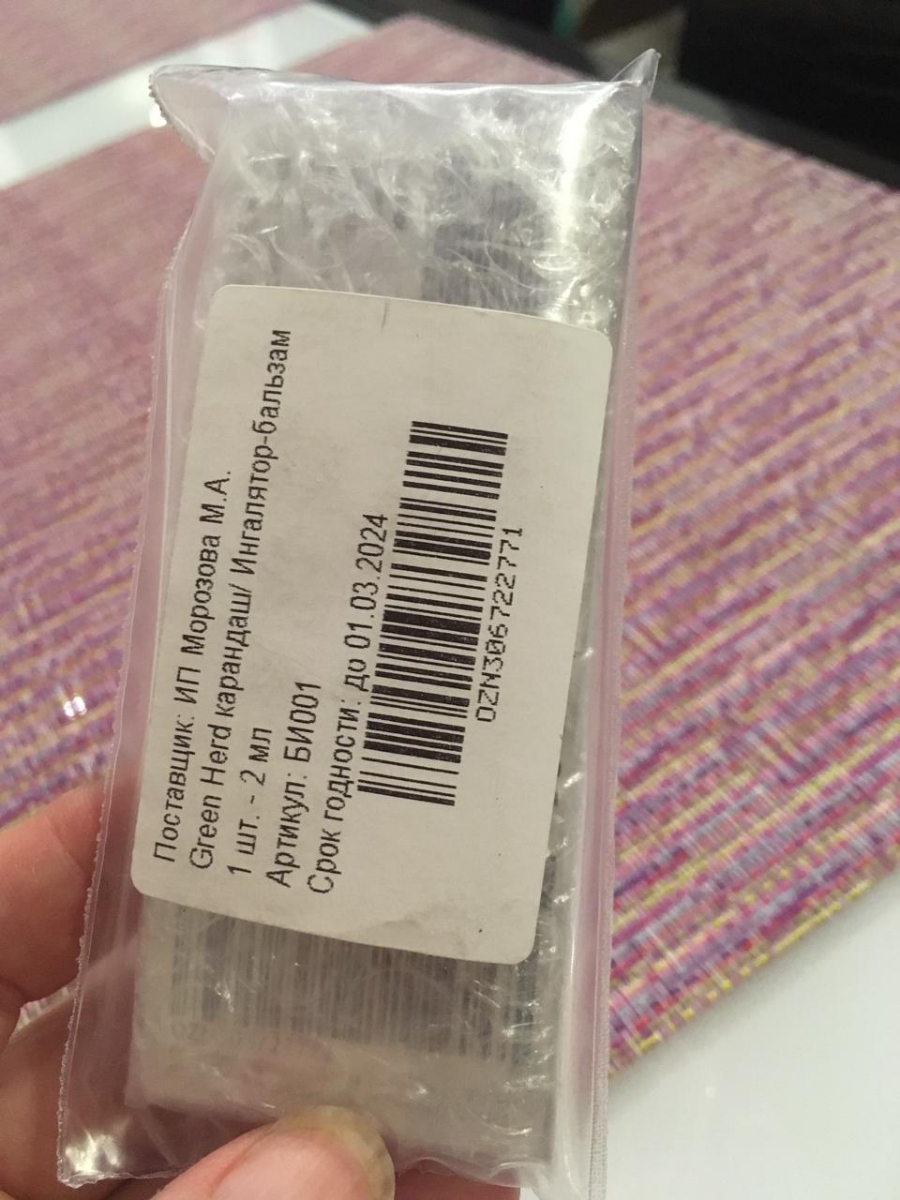 Поставщик: ИП Морозова М.А.
Green Herd карандаш/ Ингалятор-бальзам
1 шт. - 2 мл
Артикул: БИ001
Срок годности: до 01.03.2024
OZN306722771